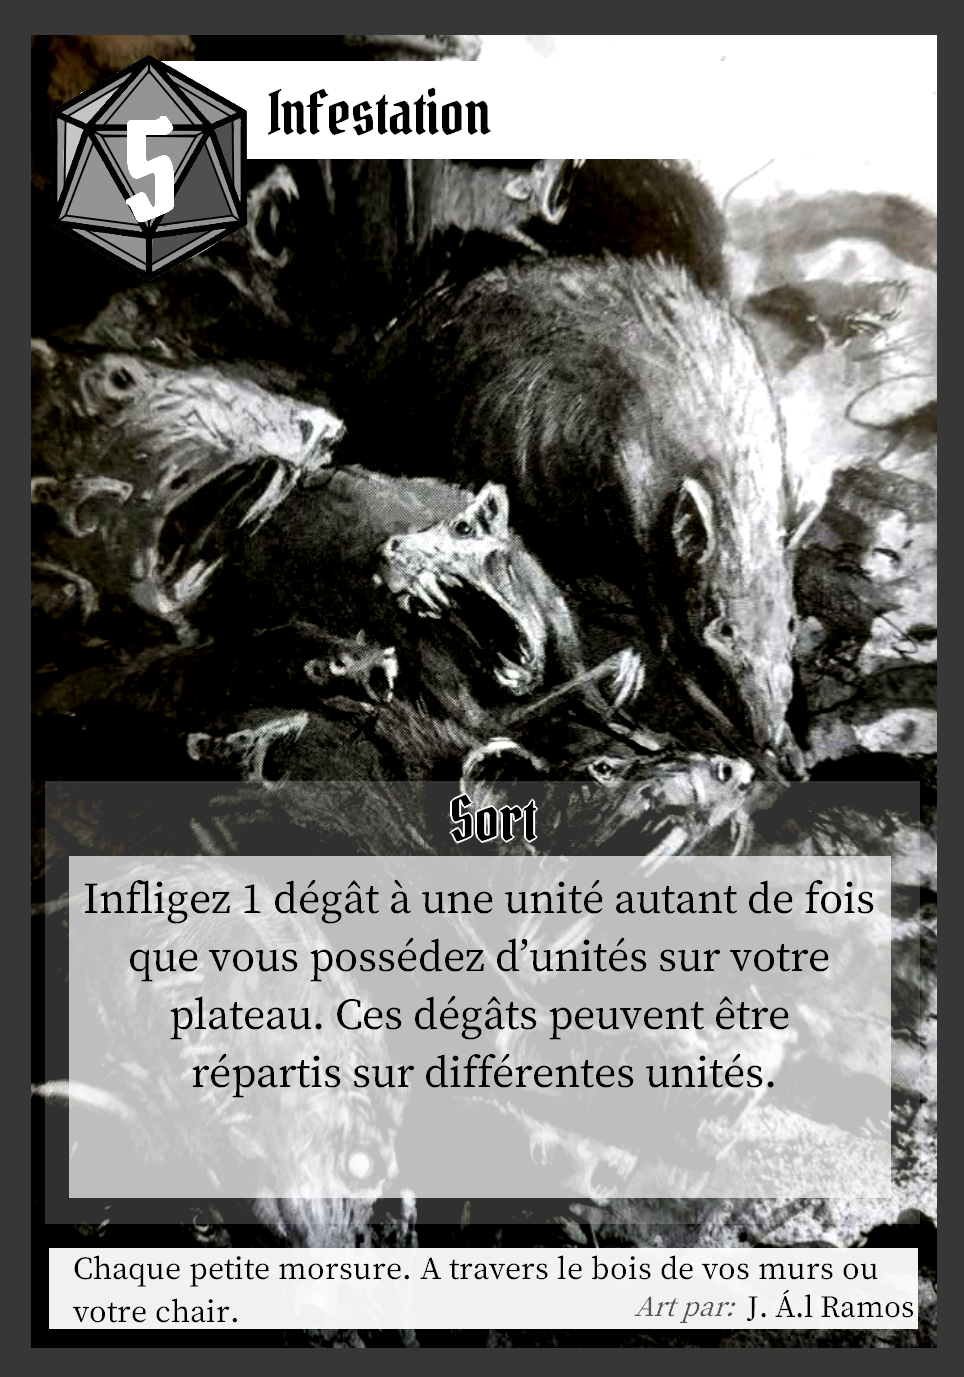 5
Infestation
Sort
Infligez 1 dégât à une unité autant de fois
que vous possédez d’unités sur votre
plateau. Ces dégâts peuvent être
répartis sur différentes unités.
Chaque petite morsure. A travers le bois de vos murs ou
votre chair.
Art par: J. Á.l Ramos